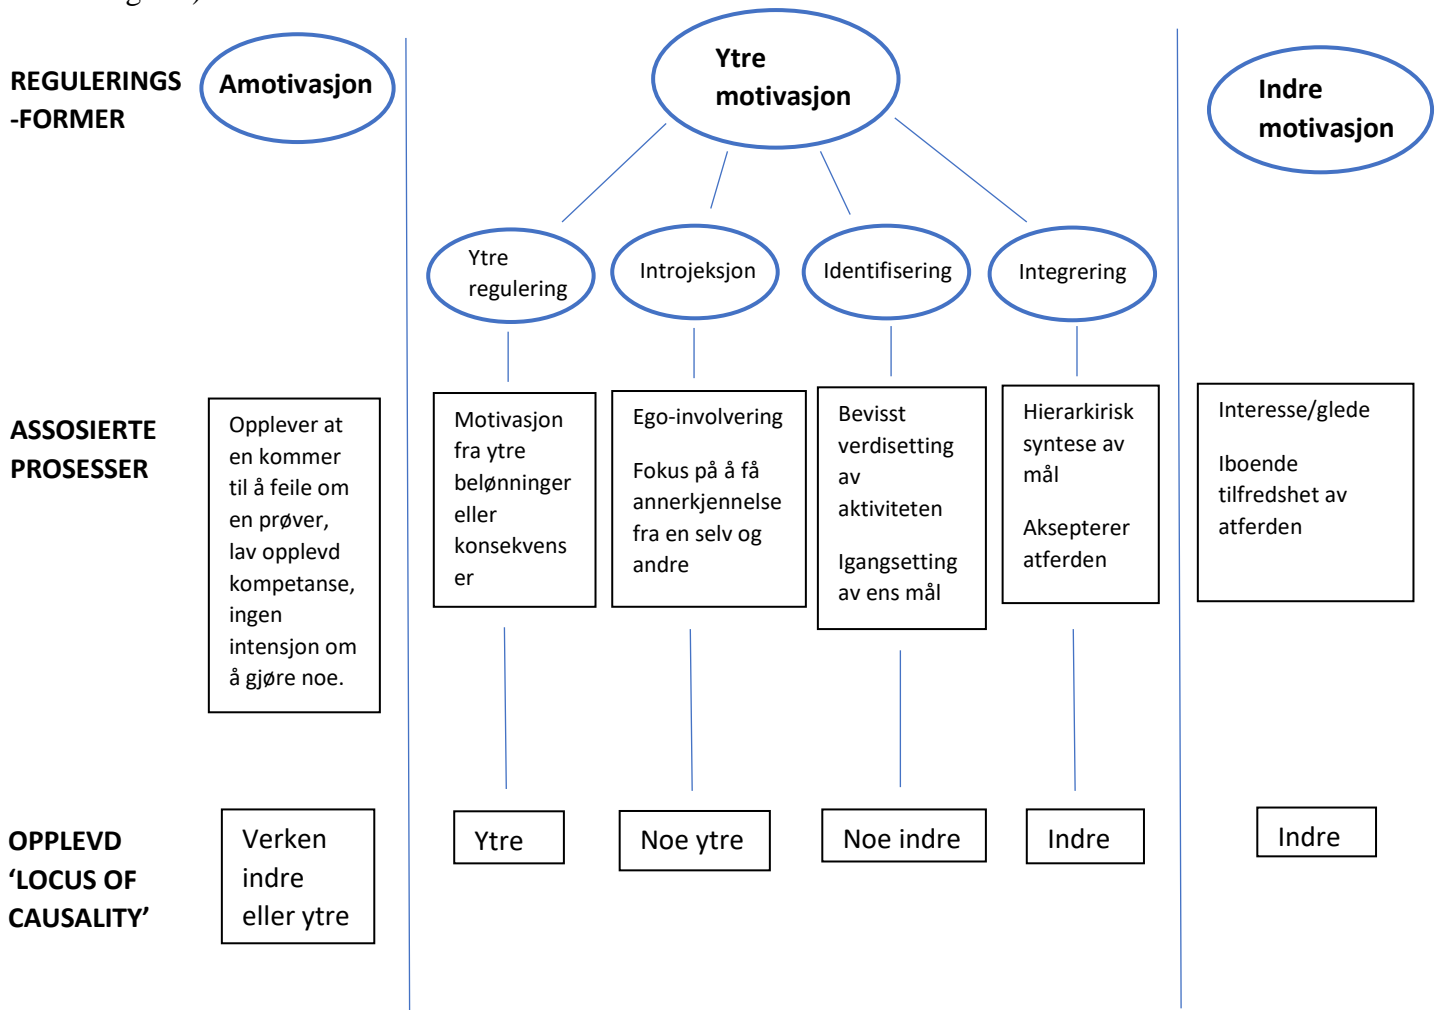 REGULERINGS
-FORMER
Amotivasjon
Ytre
motivasjon
Indre
motivasjon
Ytre
regulering
Introjeksjon
Identifisering
Integrering
ASSOSIERTE
PROSESSER
Opplever at
en kommer
til å feile om
en prøver,
lav opplevd
kompetanse,
ingen
intensjon om
å gjøre noe.
Motivasjon
fra ytre
belønninger
eller
konsekvens
er
Ego-involvering
Fokus på å få
annerkjennelse
fra en selv og
andre
Bevisst
verdisetting
av
aktiviteten
Igangsetting
av ens mål
Hierarkirisk
syntese av
mål
Aksepterer
atferden
Interesse/glede
Iboende
tilfredshet av
atferden
OPPLEVD
‘LOCUS OF
CAUSALITY’
Verken
indre
eller ytre
Ytre
Noe ytre
Noe indre
Indre
Indre